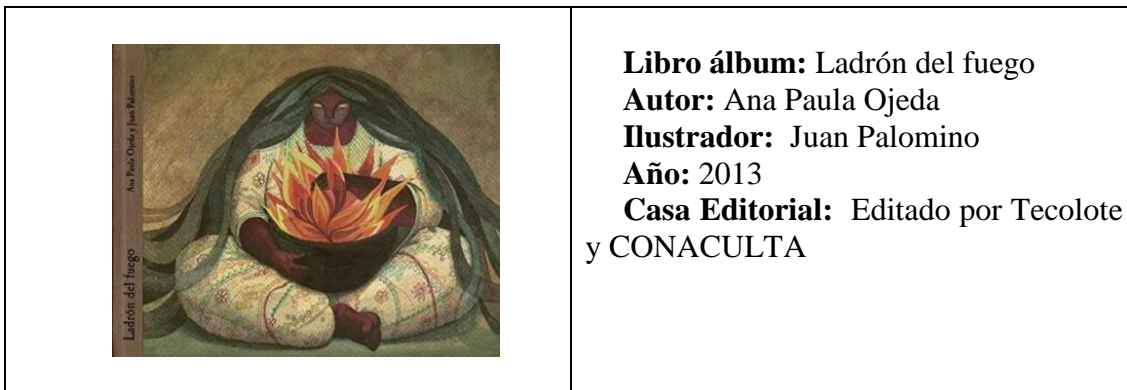 Ladrón del fuego Ana Paula Ojeda y Juan Palomino
Libro álbum: Ladrón del fuego
Autor: Ana Paula Ojeda
Ilustrador: Juan Palomino
Año: 2013
Casa Editorial: Editado por Tecolote
y CONACULTA